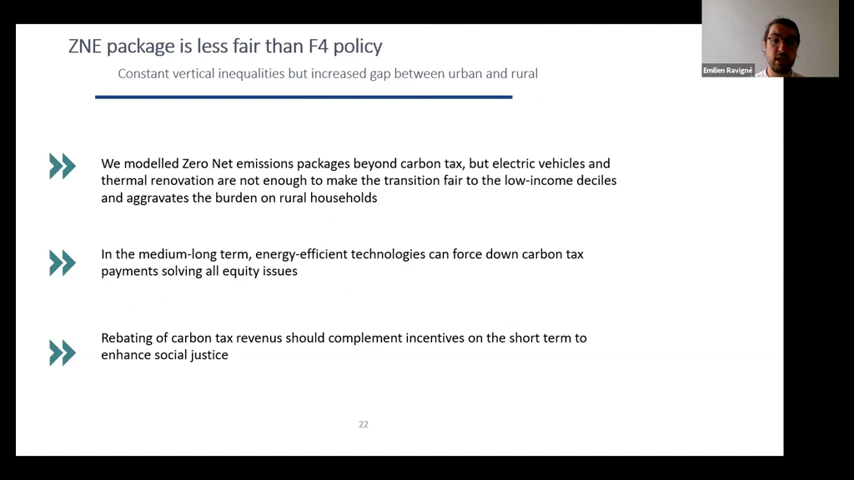 ZNE package is less fair than F4 policy
Constant vertical inequalities but increased gap between urban and rural
Emilien Ravigné
We modelled Zero Net emissions packages beyond carbon tax, but electric vehicles and
thermal renovation are not enough to make the transition fair to the low-income deciles
and aggravates the burden on rural households
In the medium-long term, energy-efficient technologies can force down carbon tax
payments solving all equity issues
Rebating of carbon tax revenus should complement incentives on the short term to
enhance social justice
22